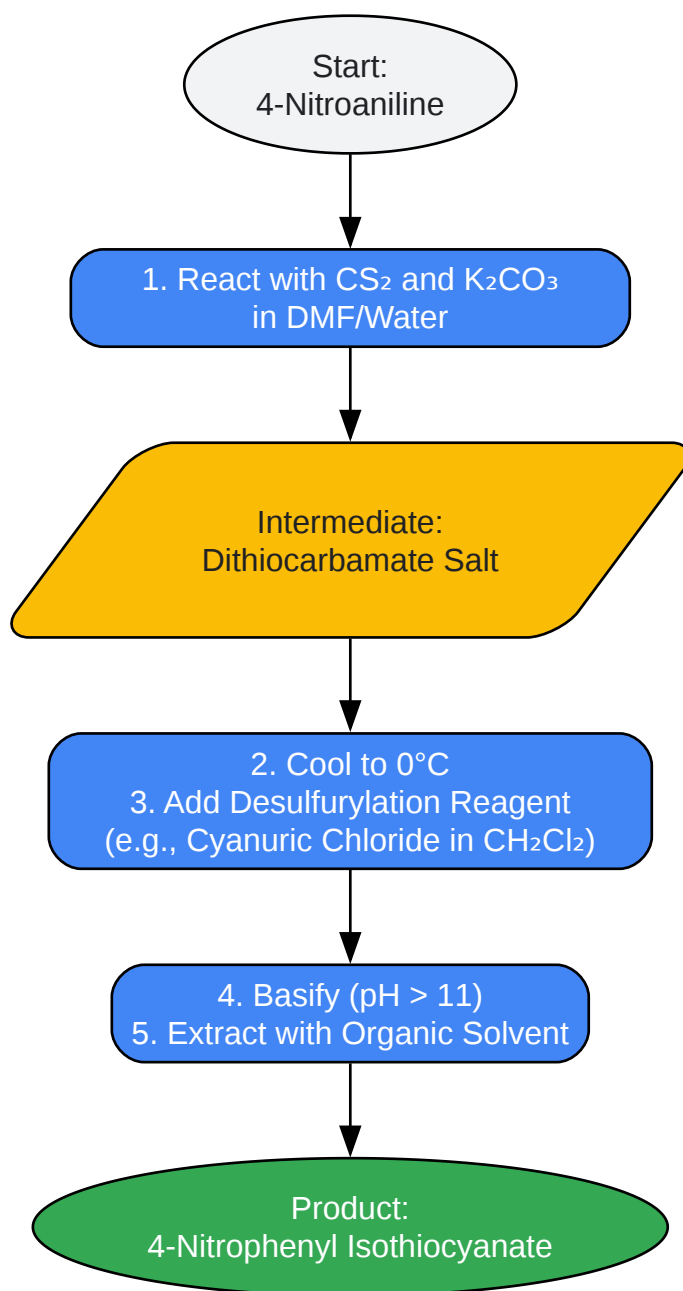 Start:
4-Nitroaniline
1. React with CS₂ and K₂CO₃
in DMF/Water
Intermediate:
Dithiocarbamate Salt
2. Cool to 0°C
3. Add Desulfurylation Reagent
(e.g., Cyanuric Chloride in CH₂Cl₂)
4. Basify (pH > 11)
5. Extract with Organic Solvent
Product:
4-Nitrophenyl Isothiocyanate